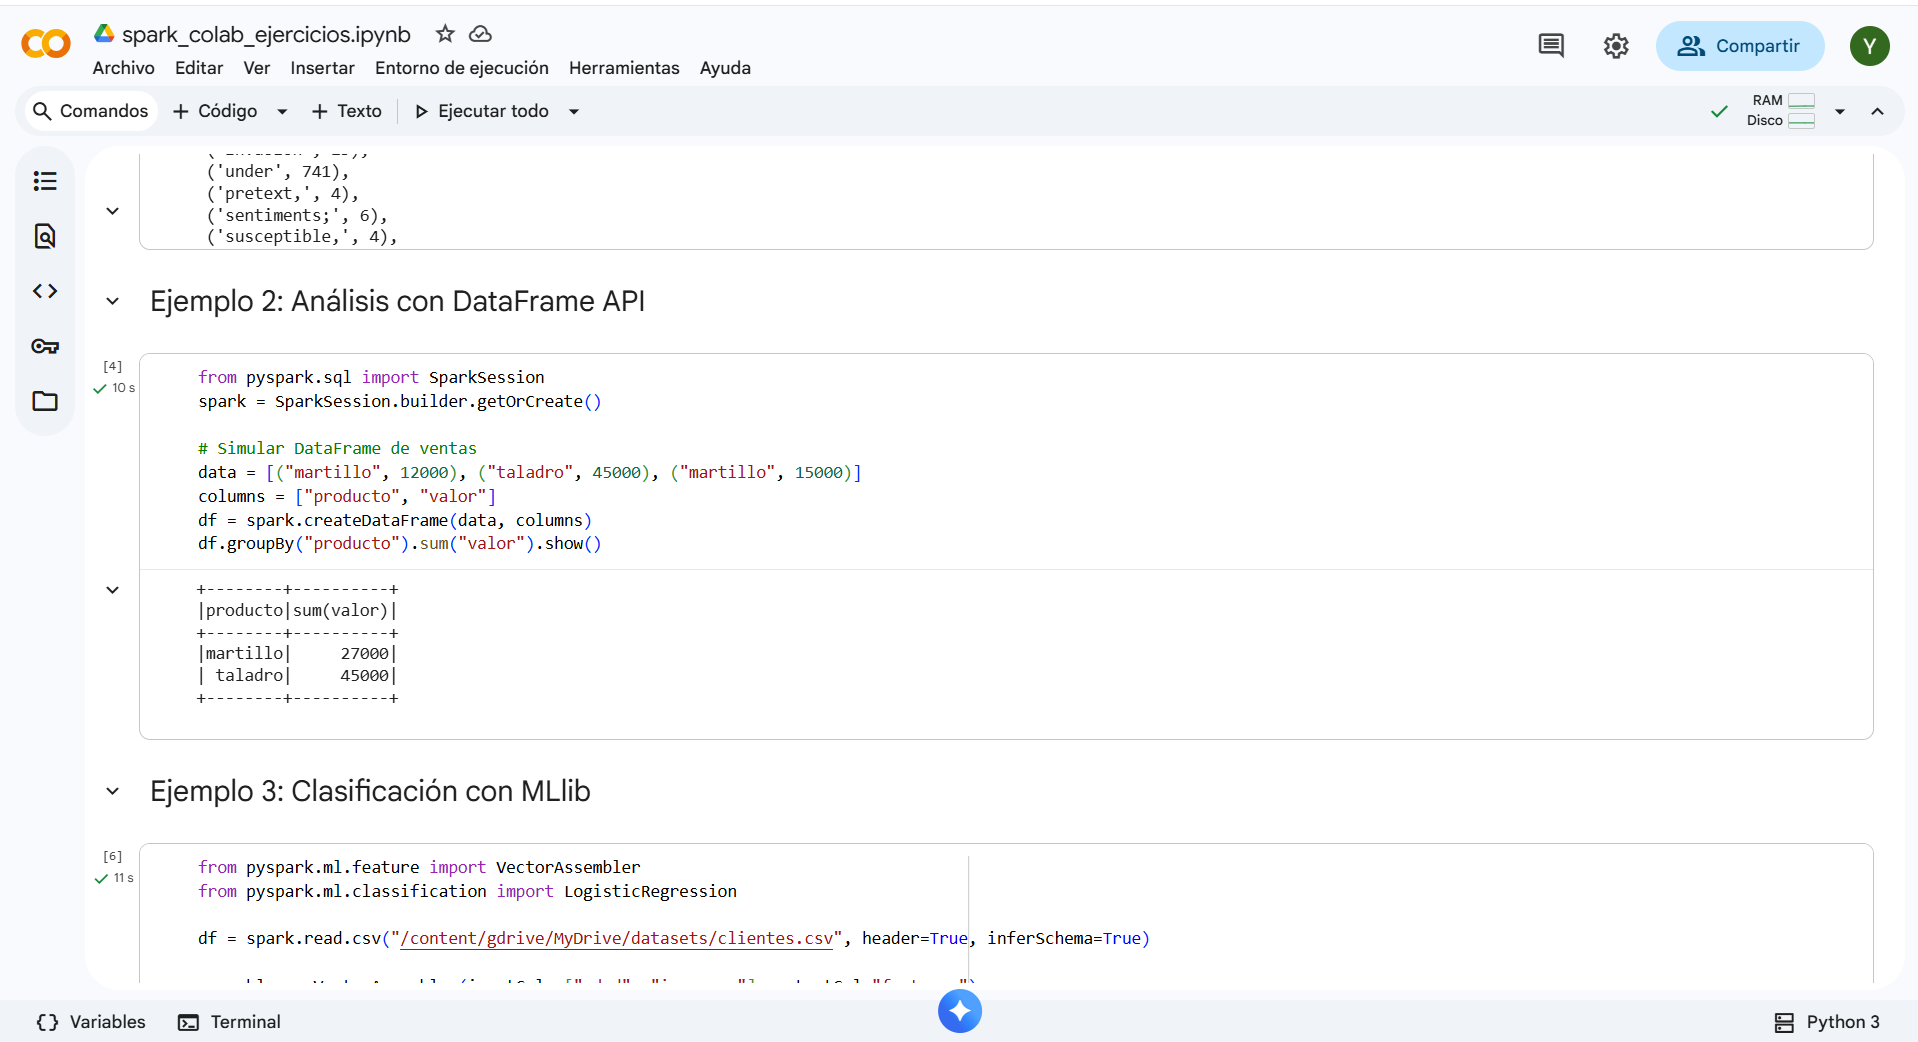 spark_colab_ejercicios.ipynb
Archivo Editar Ver Insertar Entorno de ejecución Herramientas Ayuda
Compartir
Y
Comandos + Código + Texto Ejecutar todo
RAM
Disco
('under', 741),
('pretext,', 4),
('sentiments;', 6),
('susceptible,', 4),
Ejemplo 2: Análisis con DataFrame API
[4]
10 s
from pyspark.sql import SparkSession
spark = SparkSession.builder.getOrCreate()
# Simular DataFrame de ventas
data = [("martillo", 12000), ("taladro", 45000), ("martillo", 15000)]
columns = ["producto", "valor"]
df = spark.createDataFrame(data, columns)
df.groupBy("producto").sum("valor").show()
+--------+----------+
|producto|sum(valor)|
+--------+----------+
|martillo|     27000|
| taladro|     45000|
+--------+----------+
Ejemplo 3: Clasificación con MLlib
[6]
11 s
from pyspark.ml.feature import VectorAssembler
from pyspark.ml.classification import LogisticRegression
df = spark.read.csv("/content/gdrive/MyDrive/datasets/clientes.csv", header=True, inferSchema=True)
Variables Terminal
Python 3